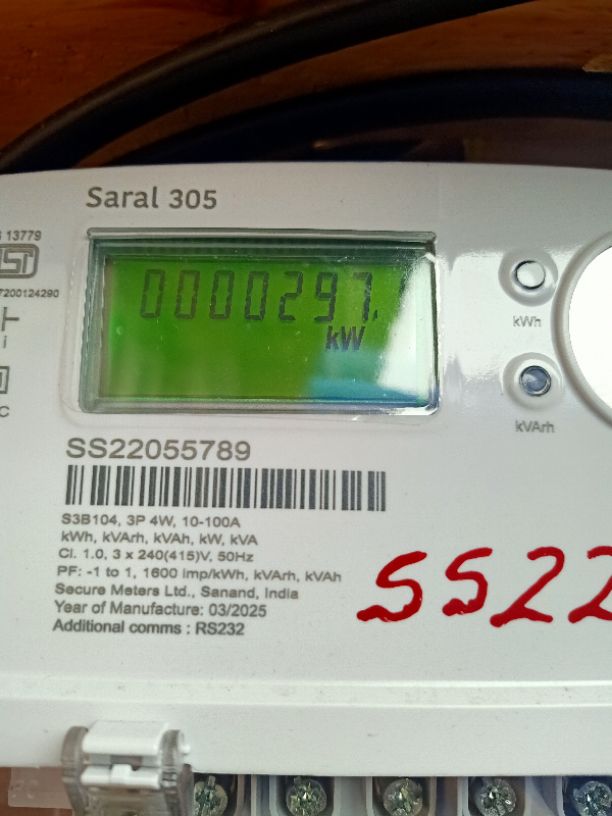 Saral 305
13779
ISI
7200124290
i
C
kW
kWh
kVArh
SS22055789
S3B104, 3P 4W, 10-100A
kWh, kVArh, kVAh, kW, kVA
Cl. 1.0, 3 x 240(415)V, 50Hz
PF: -1 to 1, 1600 imp/kWh, kVArh, kVAh
Secure Meters Ltd., Sanand, India
Year of Manufacture: 03/2025
Additional comms : RS232
SS22